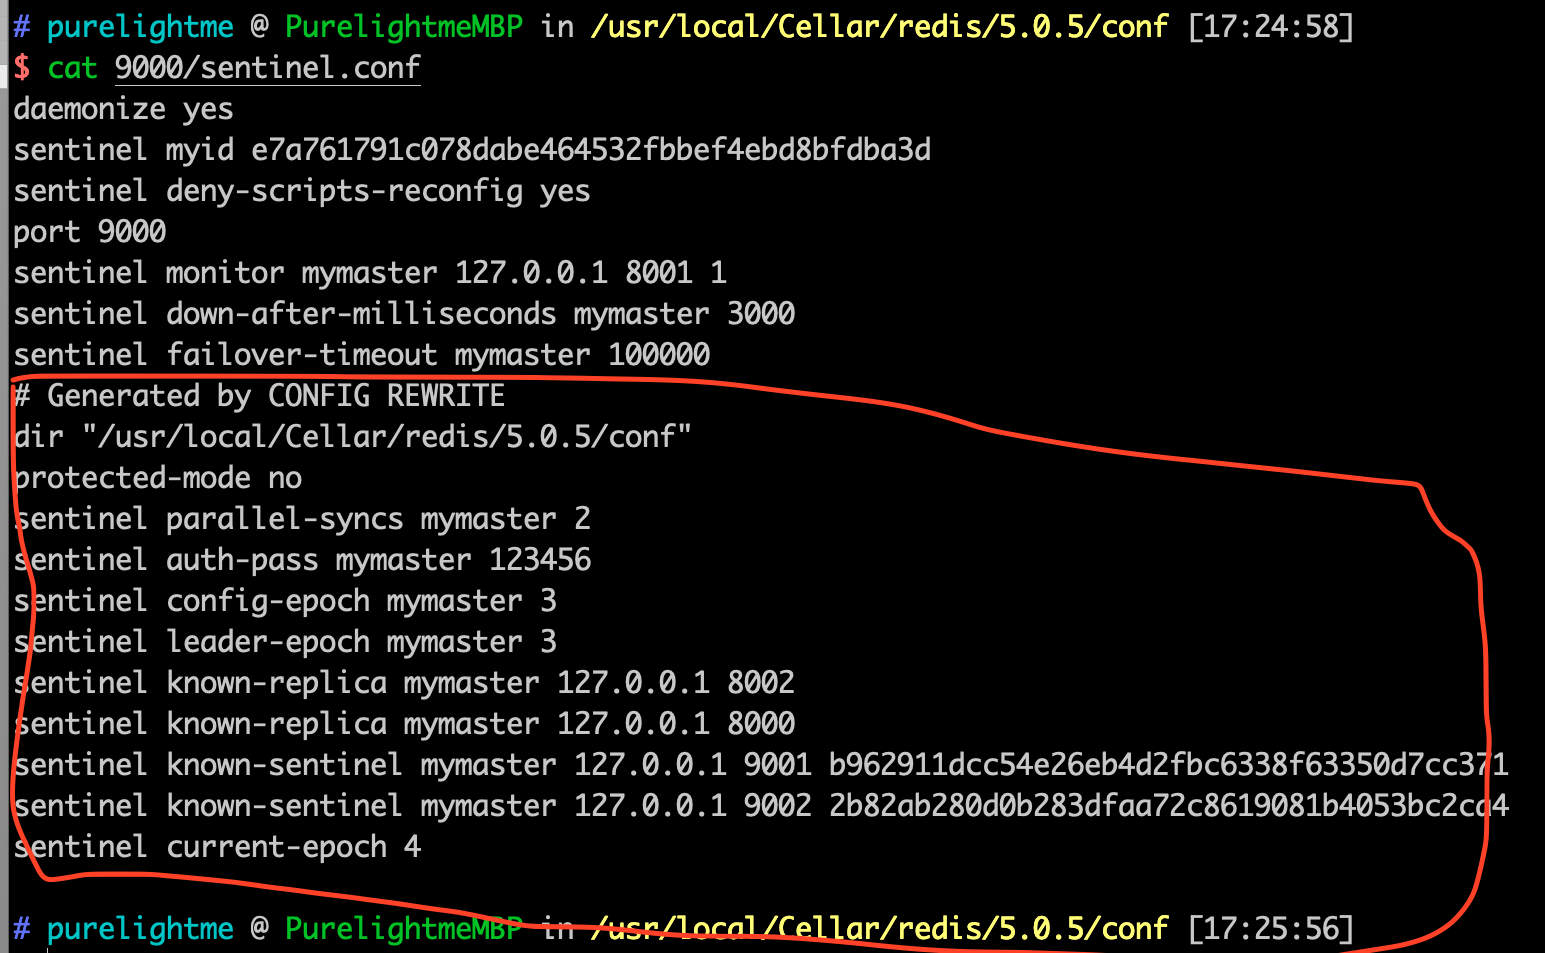 # purelightme @ PurelightmeMBP in /usr/local/Cellar/redis/5.0.5/conf [17:24:58]
$ cat 9000/sentinel.conf
daemonize yes
sentinel myid e7a761791c078dabe464532fbbef4ebd8bfdba3d
sentinel deny-scripts-reconfig yes
port 9000
sentinel monitor mymaster 127.0.0.1 8001 1
sentinel down-after-milliseconds mymaster 3000
sentinel failover-timeout mymaster 100000
# Generated by CONFIG REWRITE
dir "/usr/local/Cellar/redis/5.0.5/conf"
protected-mode no
sentinel parallel-syncs mymaster 2
sentinel auth-pass mymaster 123456
sentinel config-epoch mymaster 3
sentinel leader-epoch mymaster 3
sentinel known-replica mymaster 127.0.0.1 8002
sentinel known-replica mymaster 127.0.0.1 8000
sentinel known-sentinel mymaster 127.0.0.1 9001 b962911dcc54e26eb4d2fbc6338f63350d7cc371
sentinel known-sentinel mymaster 127.0.0.1 9002 2b82ab280d0b283dfaa72c8619081b4053bc2ca4
sentinel current-epoch 4
# purelightme @ PurelightmeMBP in /usr/local/Cellar/redis/5.0.5/conf [17:25:56]